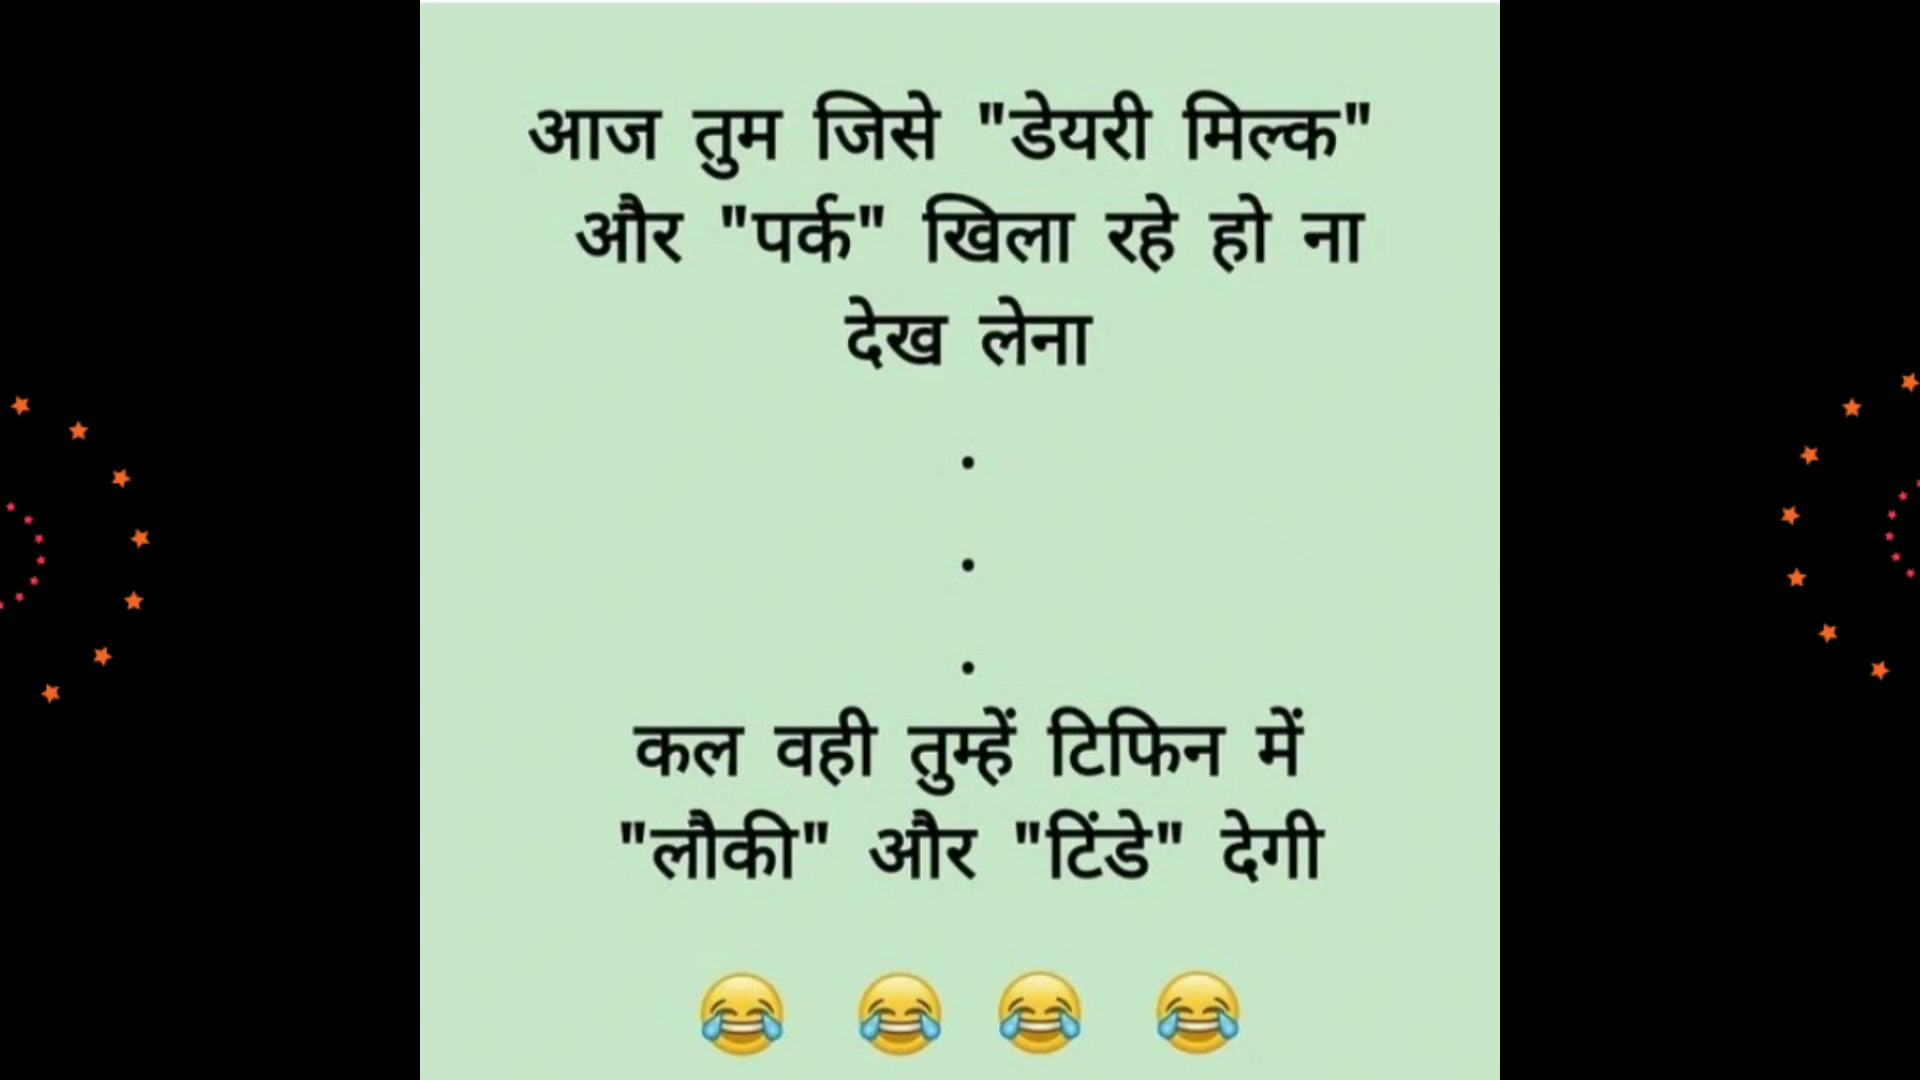 आज तुम जिसे "डेयरी मिल्क"
और "पर्क" खिला रहे हो ना
देख लेना
.
.
.
कल वही तुम्हें टिफिन में
"लौकी" और "टिंडे" देगी
😂 😂 😂 😂